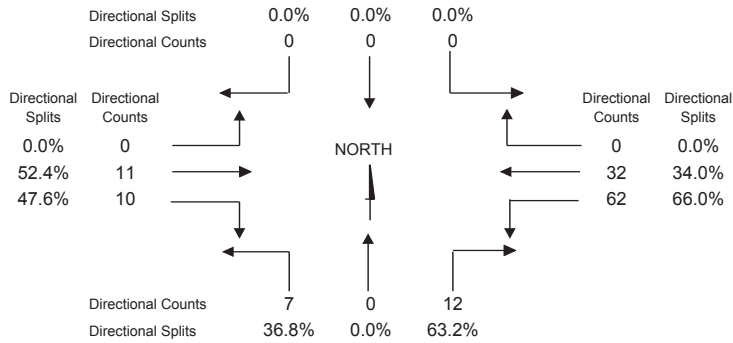 Directional Splits 0.0% 0.0% 0.0%
Directional Counts 0 0 0
Directional Directional Directional Directional
Splits Counts Counts Splits
0.0% 0 0 0.0%
NORTH
52.4% 11 32 34.0%
47.6% 10 62 66.0%
Directional Counts 7 0 12
Directional Splits 36.8% 0.0% 63.2%